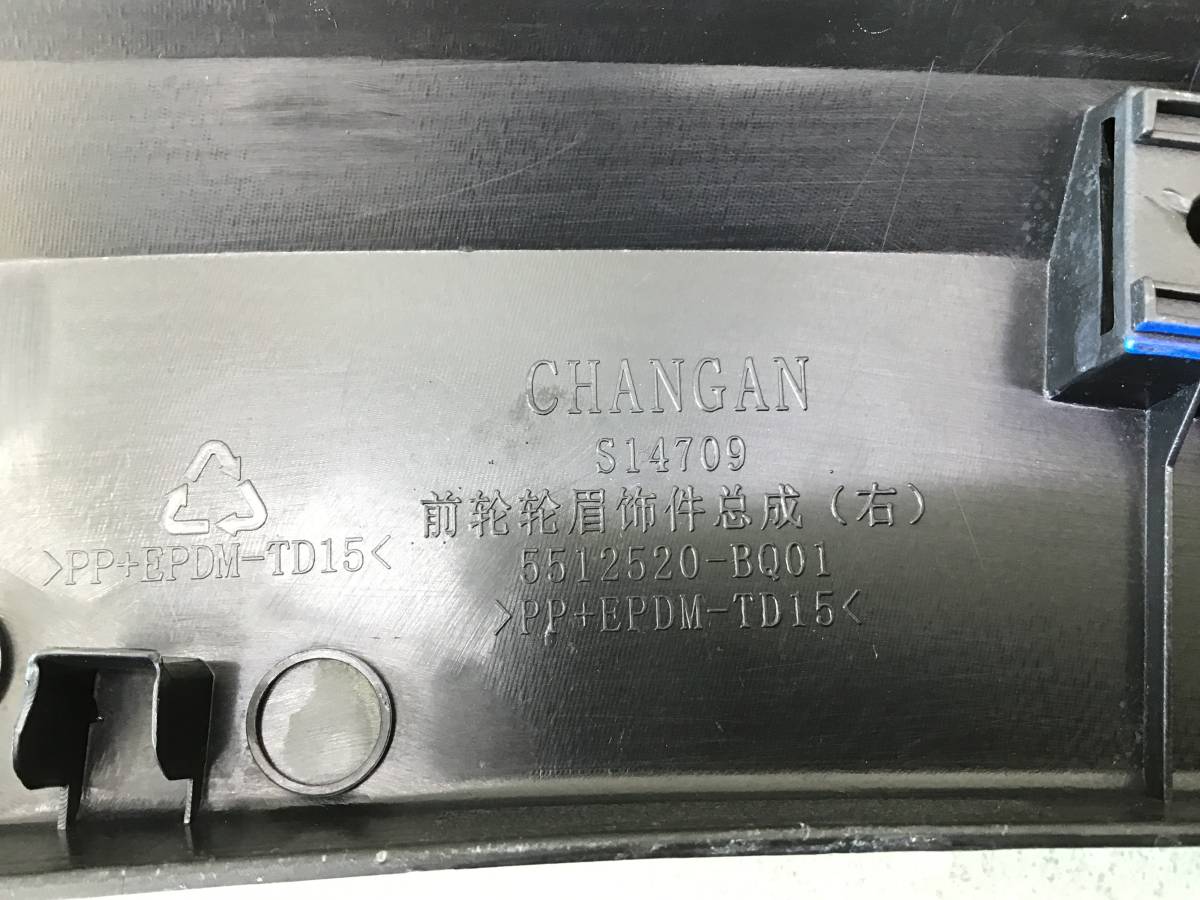 CHANGAN
S14709
前轮轮眉饰件总成（右）
5512520-BQ01
>PP+EPDM-TD15<
>PP+EPDM-TD15<